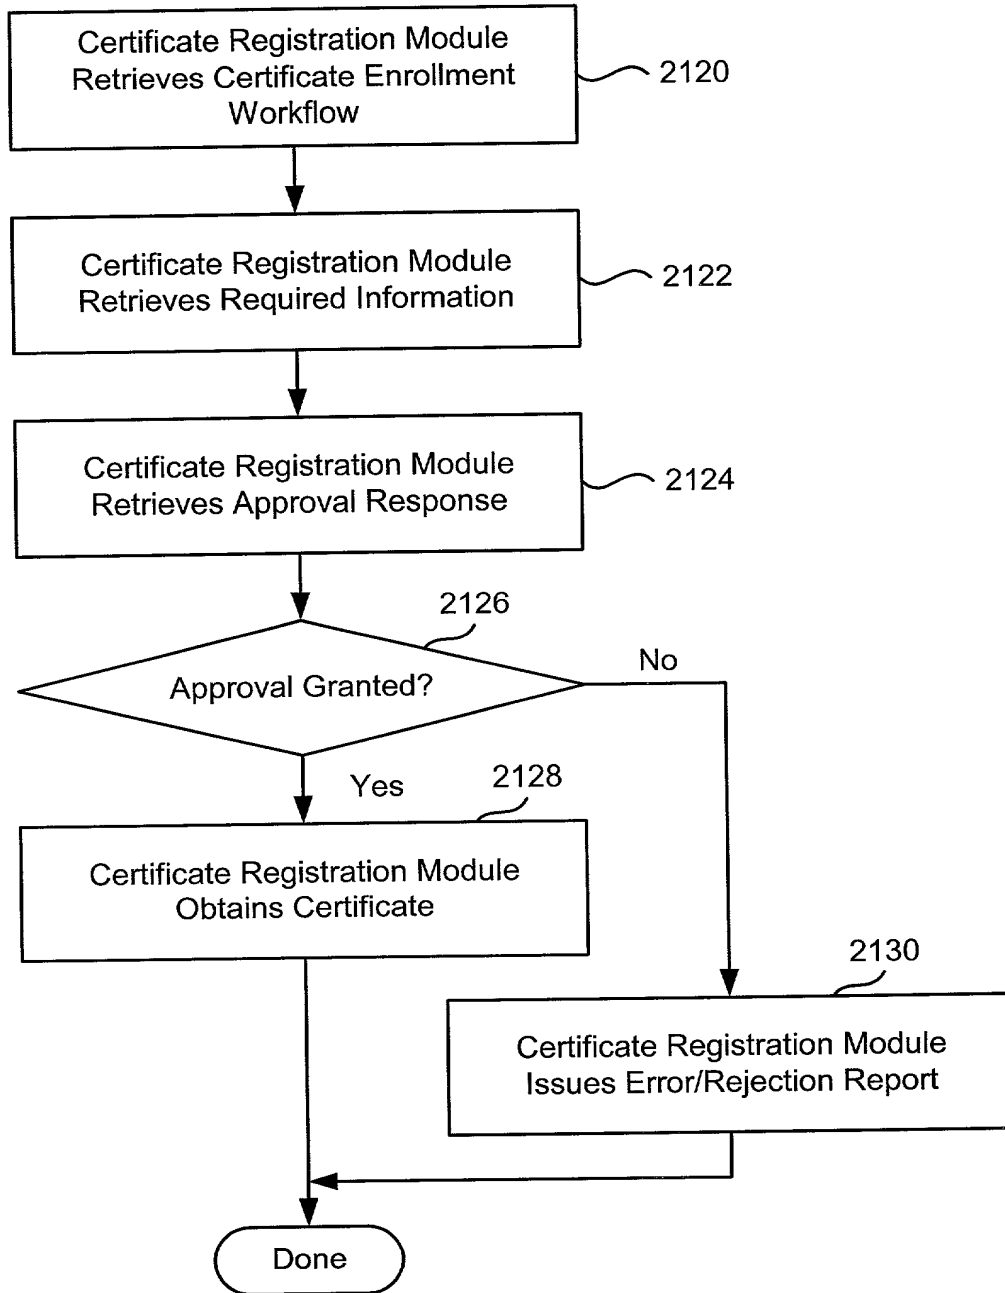 Certificate Registration Module
Retrieves Certificate Enrollment
Workflow
2120
Certificate Registration Module
Retrieves Required Information
2122
Certificate Registration Module
Retrieves Approval Response
2124
2126
Approval Granted?
No
Yes
2128
Certificate Registration Module
Obtains Certificate
2130
Certificate Registration Module
Issues Error/Rejection Report
Done